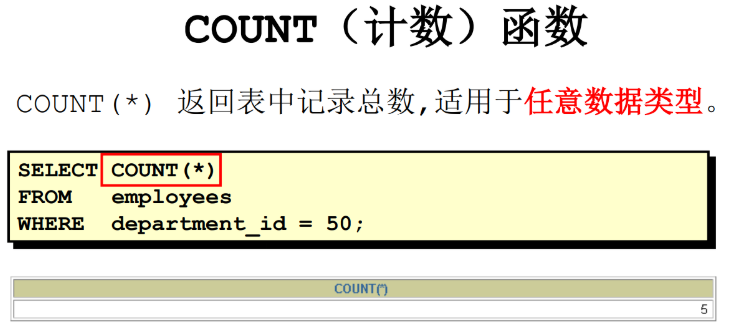 COUNT（计数）函数
COUNT(*) 返回表中记录总数,适用于任意数据类型。
SELECT COUNT(*)
FROM employees
WHERE department_id = 50;
COUNT(*)
5